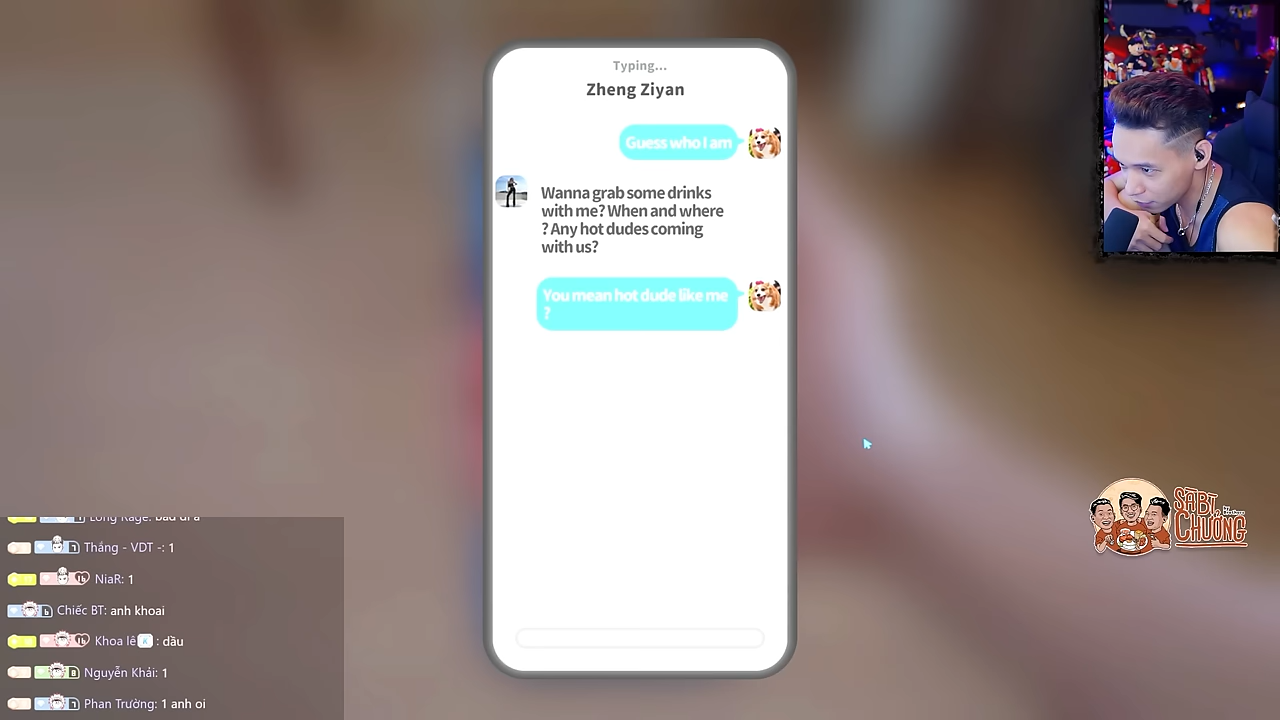 Typing...
Zheng Ziyan
Guess who I am
Wanna grab some drinks
with me? When and where
? Any hot dudes coming
with us?
You mean hot dude like me
?
Thắng - VDT -: 1
NiaR: 1
Chiếc BT: anh khoai
Khoa lê K : dầu
Nguyễn Khải: 1
Phan Trường: 1 anh oi
SÀBÌ
CHƯỞNG